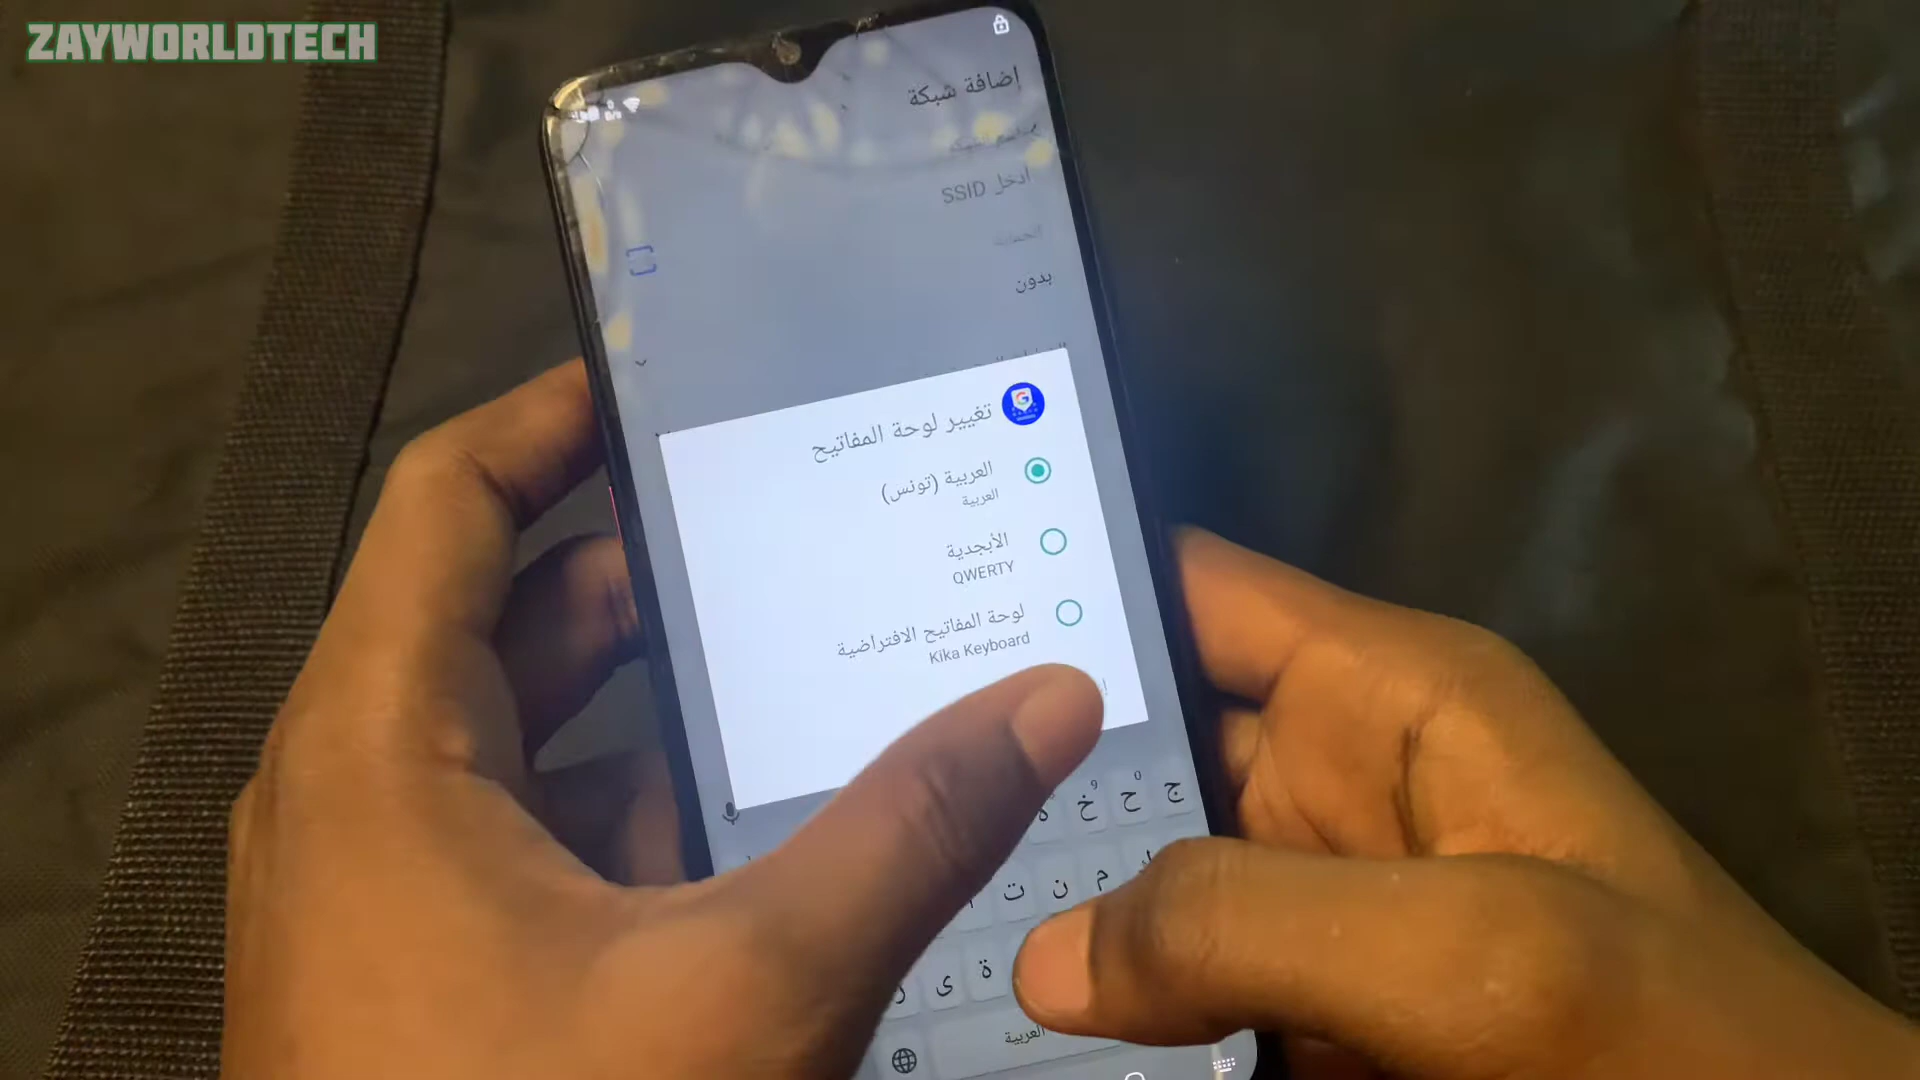 ZAYWORLDTECH
إضافة شبكة
أدخل SSID
بدون
تغيير لوحة المفاتيح
العربية (تونس)
العربية
الأبجدية
QWERTY
لوحة المفاتيح الافتراضية
Kika Keyboard
ج ح خ ه
م ن ت
ة ى ر
العربية